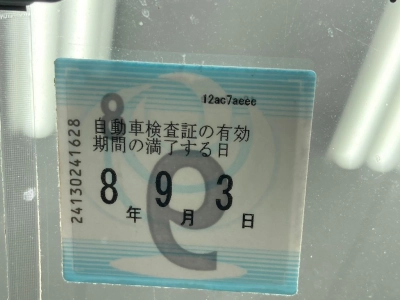 12ac7aeee
自動車検査証の有効
期間の満了する日
8年 9月 3日
24130241628